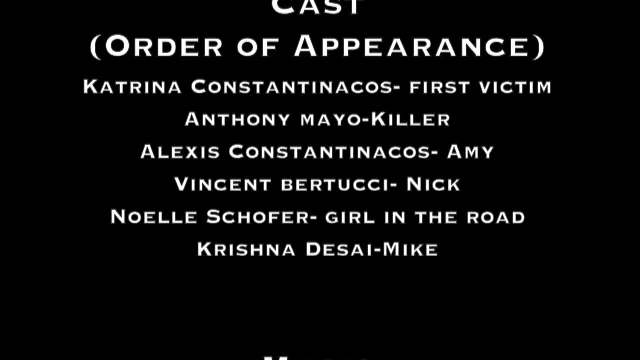 Cast
(Order of Appearance)
Katrina Constantinacos- first victim
Anthony mayo-Killer
Alexis Constantinacos- Amy
Vincent bertucci- Nick
Noelle Schofer- girl in the road
Krishna Desai-Mike